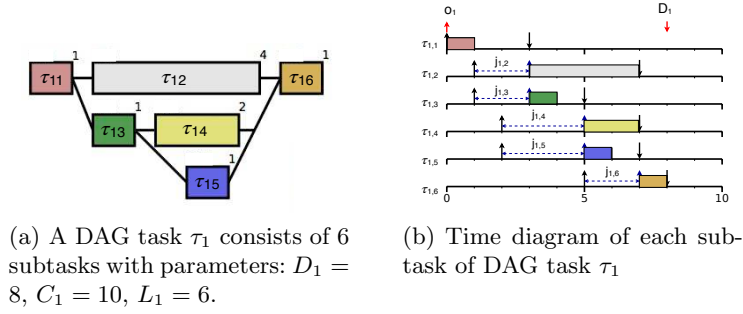 1 4 1
τ11 τ12 τ16
1 2
τ13 τ14
1
τ15
(a) A DAG task τ1 consists of 6
subtasks with parameters: D1 =
8, C1 = 10, L1 = 6.
o1 D1
τ1,1
τ1,2 j1,2
τ1,3 j1,3
τ1,4 j1,4
τ1,5 j1,5
τ1,6 j1,6
0 5 10
(b) Time diagram of each sub-
task of DAG task τ1